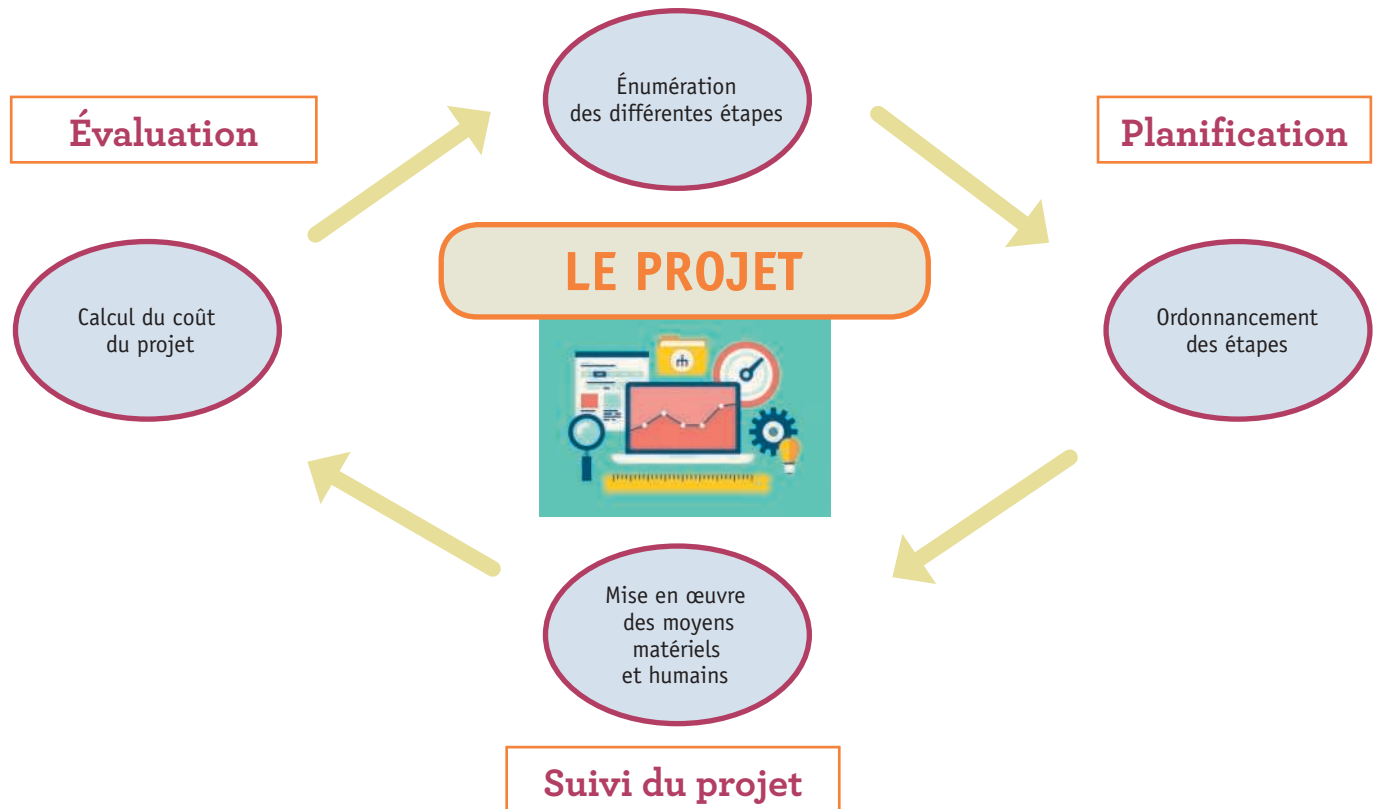 Énumération
des différentes étapes
Évaluation
Planification
LE PROJET
Calcul du coût
du projet
Ordonnancement
des étapes
Mise en œuvre
des moyens
matériels
et humains
Suivi du projet